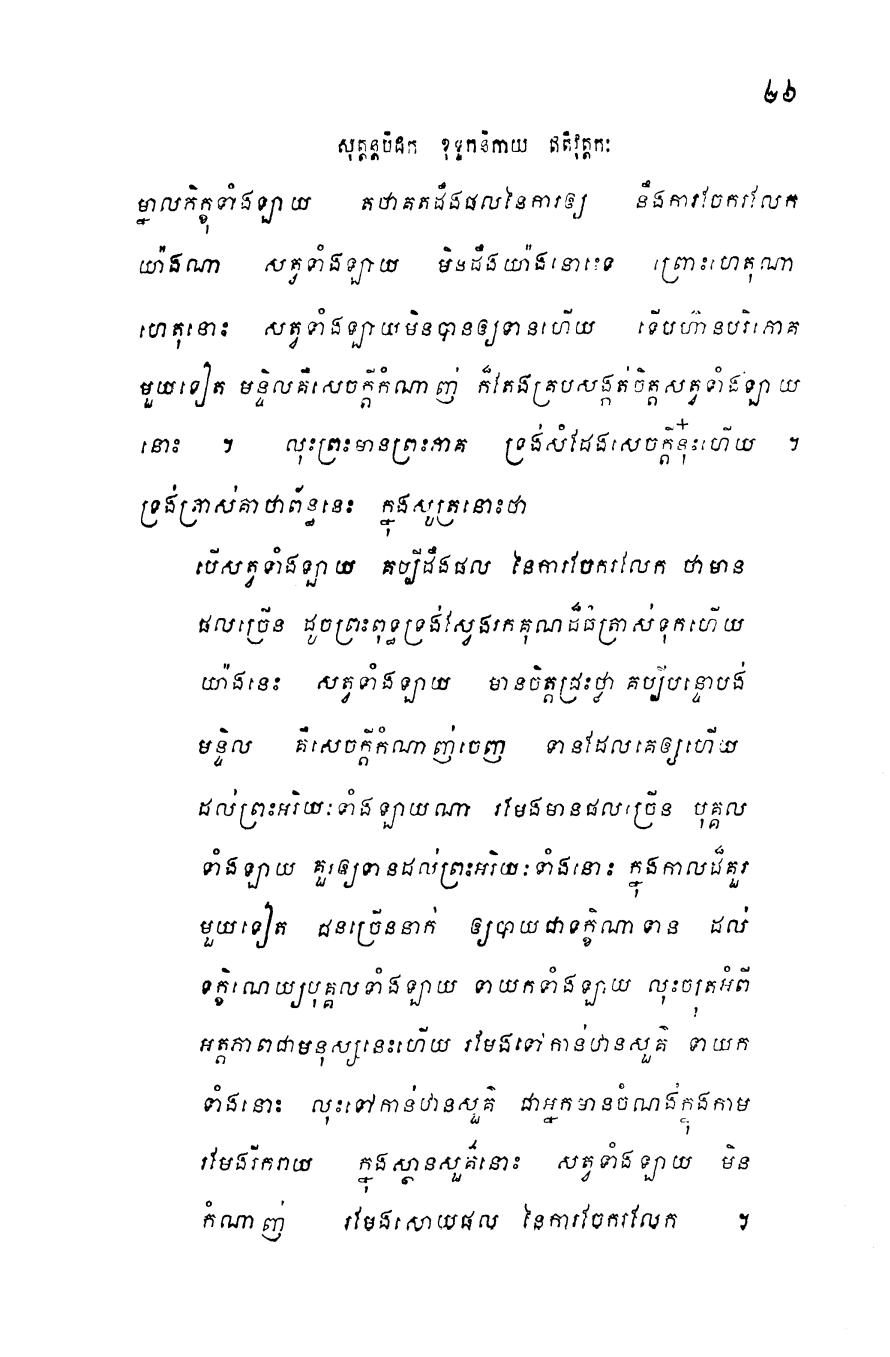 ២៦
សុត្តន្តបិដក ខុទ្ទកនិកាយ ឥតិវុត្តកៈ
ម្នាលភិក្ខុទាំងឡាយ តថាគតដឹងផលនៃការឲ្យ នឹងការចែករលែក
យ៉ាងណា សត្វទាំងឡាយ មិនដឹងយ៉ាងនោះទេ ព្រោះហេតុណា
ហេតុនោះ សត្វទាំងឡាយមិនបានឲ្យទានហើយ ទើបហ៊ានបរិភោគ
មួយទៀត មន្ទិលគឺសេចក្តីកំណាញ់ ក៏តែងគ្របសង្កត់ចិត្តសត្វទាំងឡាយ
នោះ ។ លុះព្រះមានព្រះភាគ ទ្រង់សំដែងសេចក្តីនុ៎ះហើយ ។
ទ្រង់ត្រាស់គាថាព័ន្ធនេះ ក្នុងសូត្រនោះថា
បើសត្វទាំងឡាយ គប្បីដឹងផល នៃការចែករលែក ថាមាន
ផលច្រើន ដូចព្រះពុទ្ធទ្រង់ស្វែងរកគុណដ៏ធំត្រាស់ទុកហើយ
យ៉ាងនេះ សត្វទាំងឡាយ មានចិត្តជ្រះថ្លា គប្បីបន្ទោបង់
មន្ទិល គឺសេចក្តីកំណាញ់ចេញ ទានដែលគេឲ្យហើយ
ដល់ព្រះអរិយៈទាំងឡាយណា រមែងមានផលច្រើន បុគ្គល
ទាំងឡាយ គួរឲ្យទានដល់ព្រះអរិយៈទាំងនោះ ក្នុងកាលដ៏គួរ
មួយទៀត ជនច្រើននាក់ ឲ្យបាយជាទក្ខិណាទាន ដល់
ទក្ខិណេយ្យបុគ្គលទាំងឡាយ ទាយកទាំងឡាយ លុះច្យុតអំពី
អត្តភាពជាមនុស្សនេះហើយ រមែងទៅកាន់ឋានសួគ៌ ទាយក
ទាំងនោះ លុះទៅកាន់ឋានសួគ៌ ជាអ្នកមានចំណង់ក្នុងកាម
រមែងរីករាយ ក្នុងស្ថានសួគ៌នោះ សត្វទាំងឡាយ មិន
កំណាញ់ រមែងសោយផល នៃការចែករលែក ។